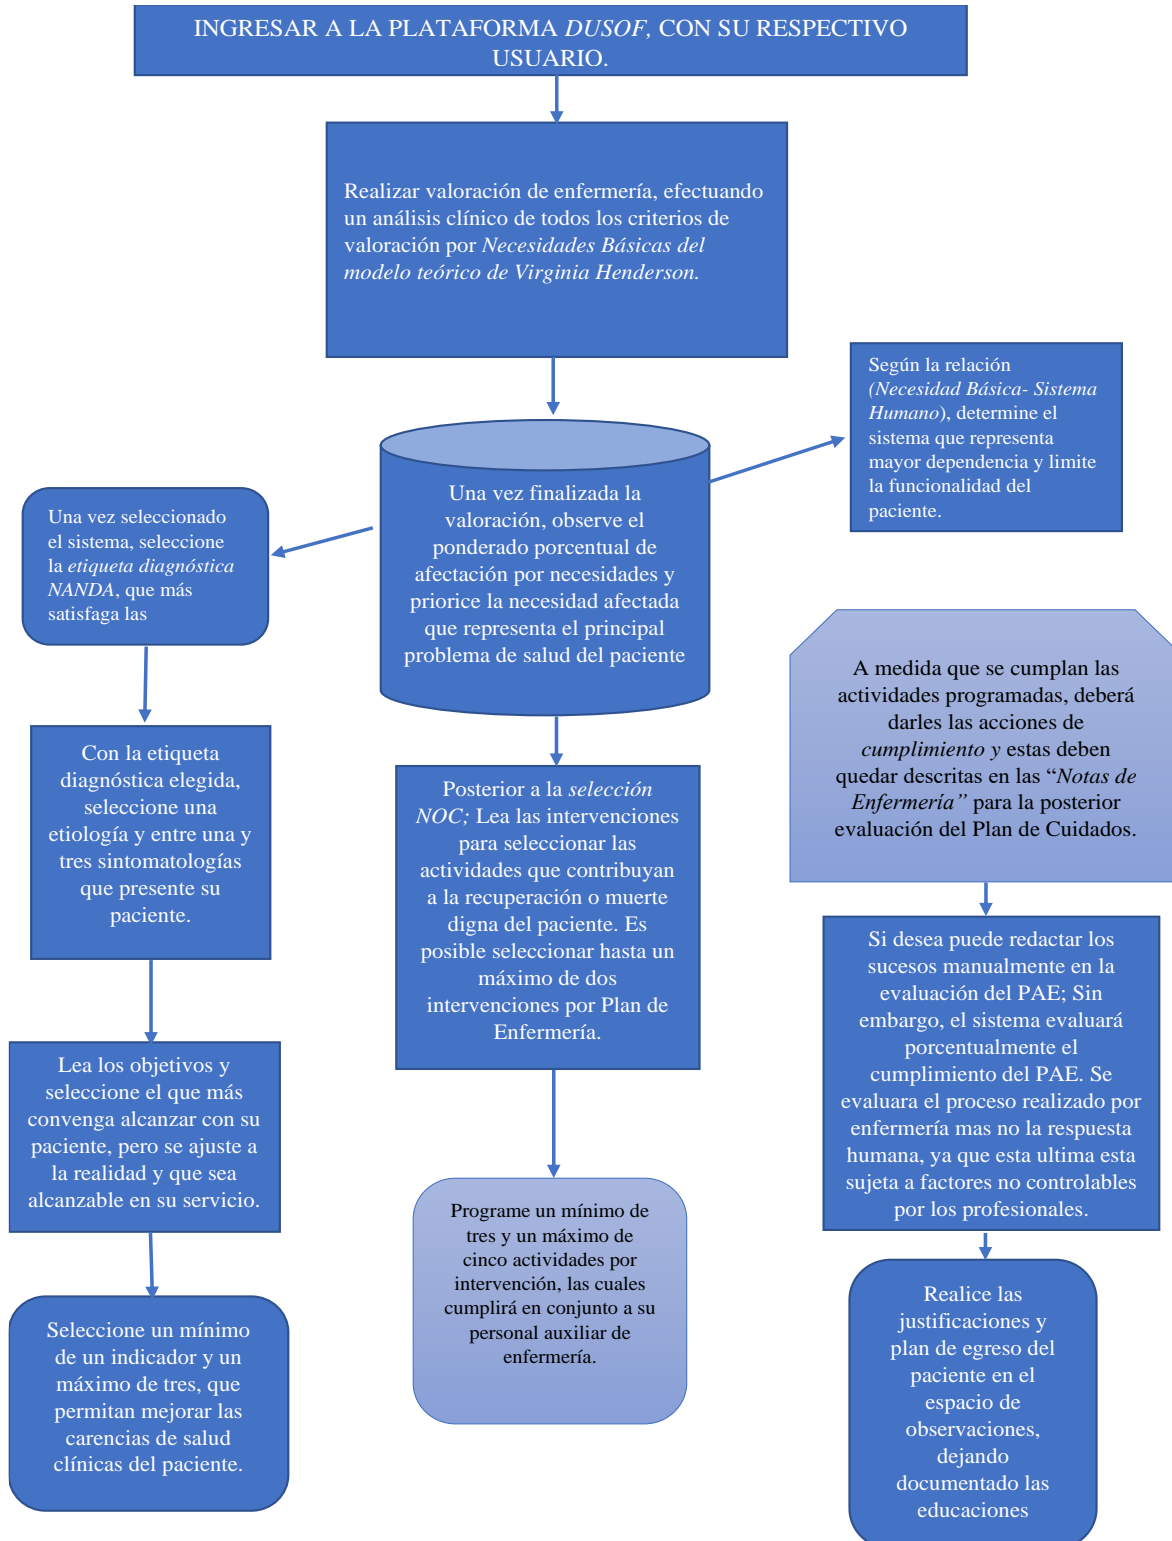 INGRESAR A LA PLATAFORMA DUSOF, CON SU RESPECTIVO
USUARIO.
Realizar valoración de enfermería, efectuando
un análisis clínico de todos los criterios de
valoración por Necesidades Básicas del
modelo teórico de Virginia Henderson.
Según la relación
(Necesidad Básica- Sistema
Humano), determine el
sistema que representa
mayor dependencia y limite
la funcionalidad del
paciente.
Una vez finalizada la
valoración, observe el
ponderado porcentual de
afectación por necesidades y
priorice la necesidad afectada
que representa el principal
problema de salud del paciente
Una vez seleccionado
el sistema, seleccione
la etiqueta diagnóstica
NANDA, que más
satisfaga las
Con la etiqueta
diagnóstica elegida,
seleccione una
etiología y entre una y
tres sintomatologías
que presente su
paciente.
Lea los objetivos y
seleccione el que más
convenga alcanzar con su
paciente, pero se ajuste a
la realidad y que sea
alcanzable en su servicio.
Seleccione un mínimo
de un indicador y un
máximo de tres, que
permitan mejorar las
carencias de salud
clínicas del paciente.
Posterior a la selección
NOC; Lea las intervenciones
para seleccionar las
actividades que contribuyan
a la recuperación o muerte
digna del paciente. Es
posible seleccionar hasta un
máximo de dos
intervenciones por Plan de
Enfermería.
Programe un mínimo de
tres y un máximo de
cinco actividades por
intervención, las cuales
cumplirá en conjunto a su
personal auxiliar de
enfermería.
A medida que se cumplan las
actividades programadas, deberá
darles las acciones de
cumplimiento y estas deben
quedar descritas en las “Notas de
Enfermería” para la posterior
evaluación del Plan de Cuidados.
Si desea puede redactar los
sucesos manualmente en la
evaluación del PAE; Sin
embargo, el sistema evaluará
porcentualmente el
cumplimiento del PAE. Se
evaluara el proceso realizado por
enfermería mas no la respuesta
humana, ya que esta ultima esta
sujeta a factores no controlables
por los profesionales.
Realice las
justificaciones y
plan de egreso del
paciente en el
espacio de
observaciones,
dejando
documentado las
educaciones